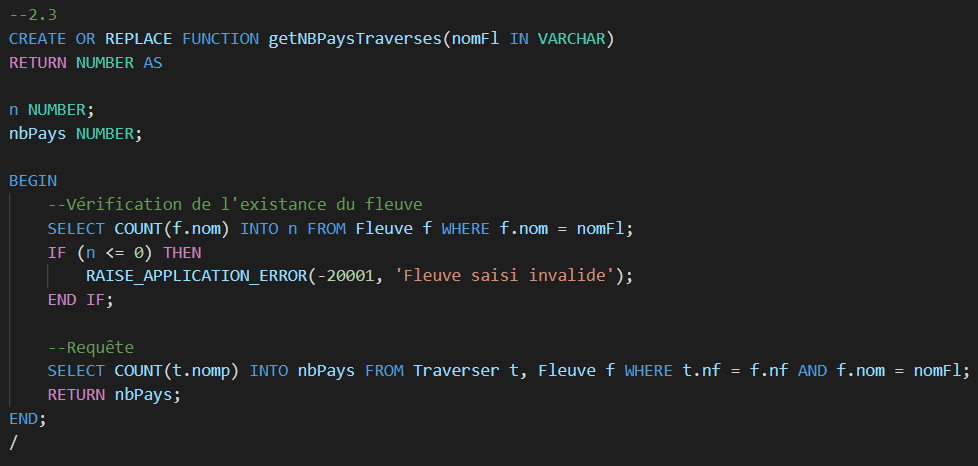 --2.3
CREATE OR REPLACE FUNCTION getNBPaysTraverses(nomFl IN VARCHAR)
RETURN NUMBER AS
n NUMBER;
nbPays NUMBER;
BEGIN
--Vérification de l'existance du fleuve
SELECT COUNT(f.nom) INTO n FROM Fleuve f WHERE f.nom = nomFl;
IF (n <= 0) THEN
RAISE_APPLICATION_ERROR(-20001, 'Fleuve saisi invalide');
END IF;
--Requête
SELECT COUNT(t.nomp) INTO nbPays FROM Traverser t, Fleuve f WHERE t.nf = f.nf AND f.nom = nomFl;
RETURN nbPays;
END;
/